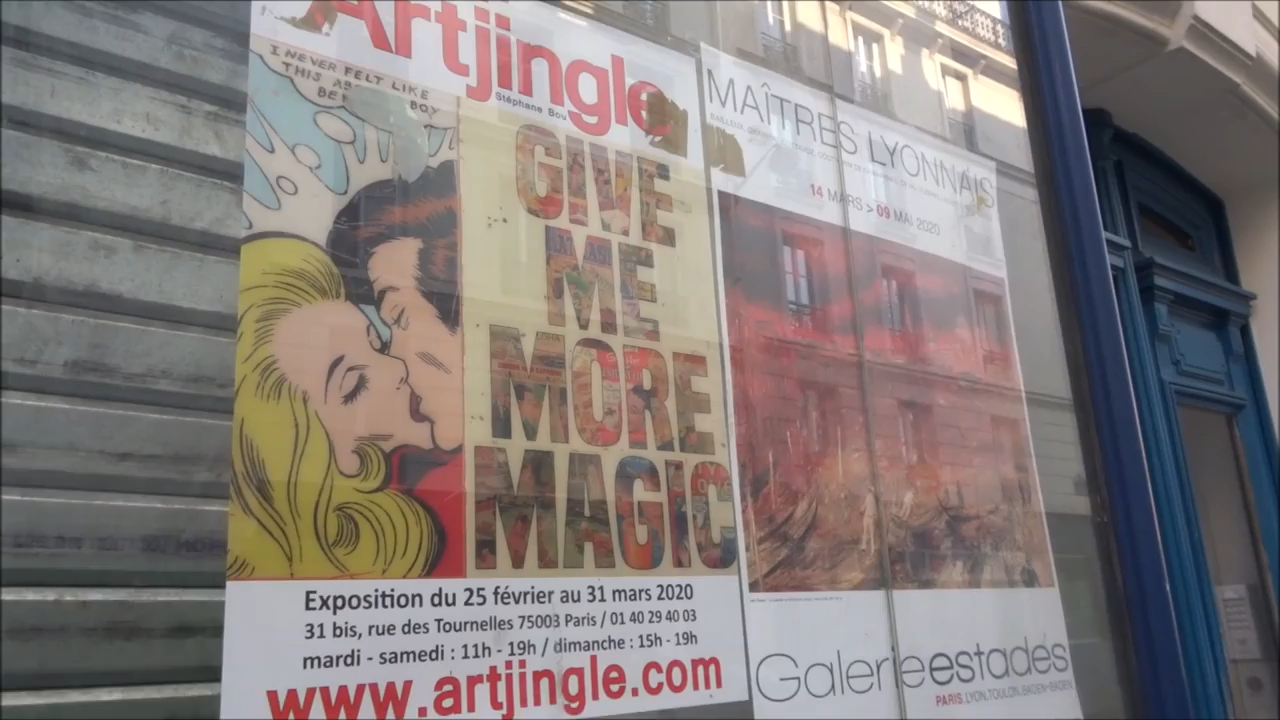 Artjingle
Stéphane Bou
I NEVER FELT LIKE
THIS
BOY
GIVE
ME
MORE
MAGIC
Exposition du 25 février au 31 mars 2020
31 bis, rue des Tournelles 75003 Paris / 01 40 29 40 03
mardi - samedi : 11h - 19h / dimanche : 15h - 19h
www.artjingle.com
MAÎTRES LYONNAIS
14 MARS > 09 MAI 2020
Galerie estades
PARIS.LYON.TOULON.BADEN-BADEN